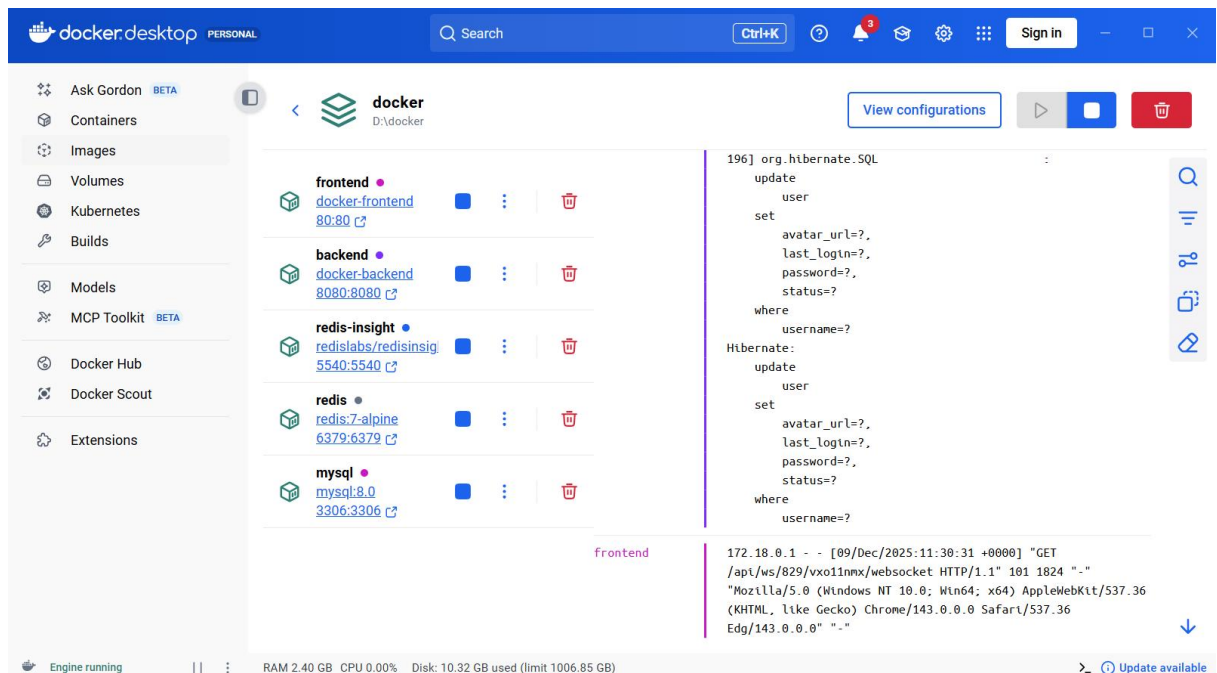 docker.desktop PERSONAL
Search
Ctrl+K
3
Sign in
Ask Gordon BETA
Containers
Images
Volumes
Kubernetes
Builds
Models
MCP Toolkit BETA
Docker Hub
Docker Scout
Extensions
docker
D:\docker
View configurations
frontend
docker-frontend
80:80
backend
docker-backend
8080:8080
redis-insight
redislabs/redisinsig
5540:5540
redis
redis:7-alpine
6379:6379
mysql
mysql:8.0
3306:3306
196] org.hibernate.SQL :
update
user
set
avatar_url=?,
last_login=?,
password=?,
status=?
where
username=?
Hibernate:
update
user
set
avatar_url=?,
last_login=?,
password=?,
status=?
where
username=?
frontend
172.18.0.1 - - [09/Dec/2025:11:30:31 +0000] "GET
/api/ws/829/vxo11nmx/websocket HTTP/1.1" 101 1824 "-"
"Mozilla/5.0 (Windows NT 10.0; Win64; x64) AppleWebKit/537.36
(KHTML, like Gecko) Chrome/143.0.0.0 Safari/537.36
Edg/143.0.0.0" "-"
Engine running
RAM 2.40 GB CPU 0.00% Disk: 10.32 GB used (limit 1006.85 GB)
>_
Update available